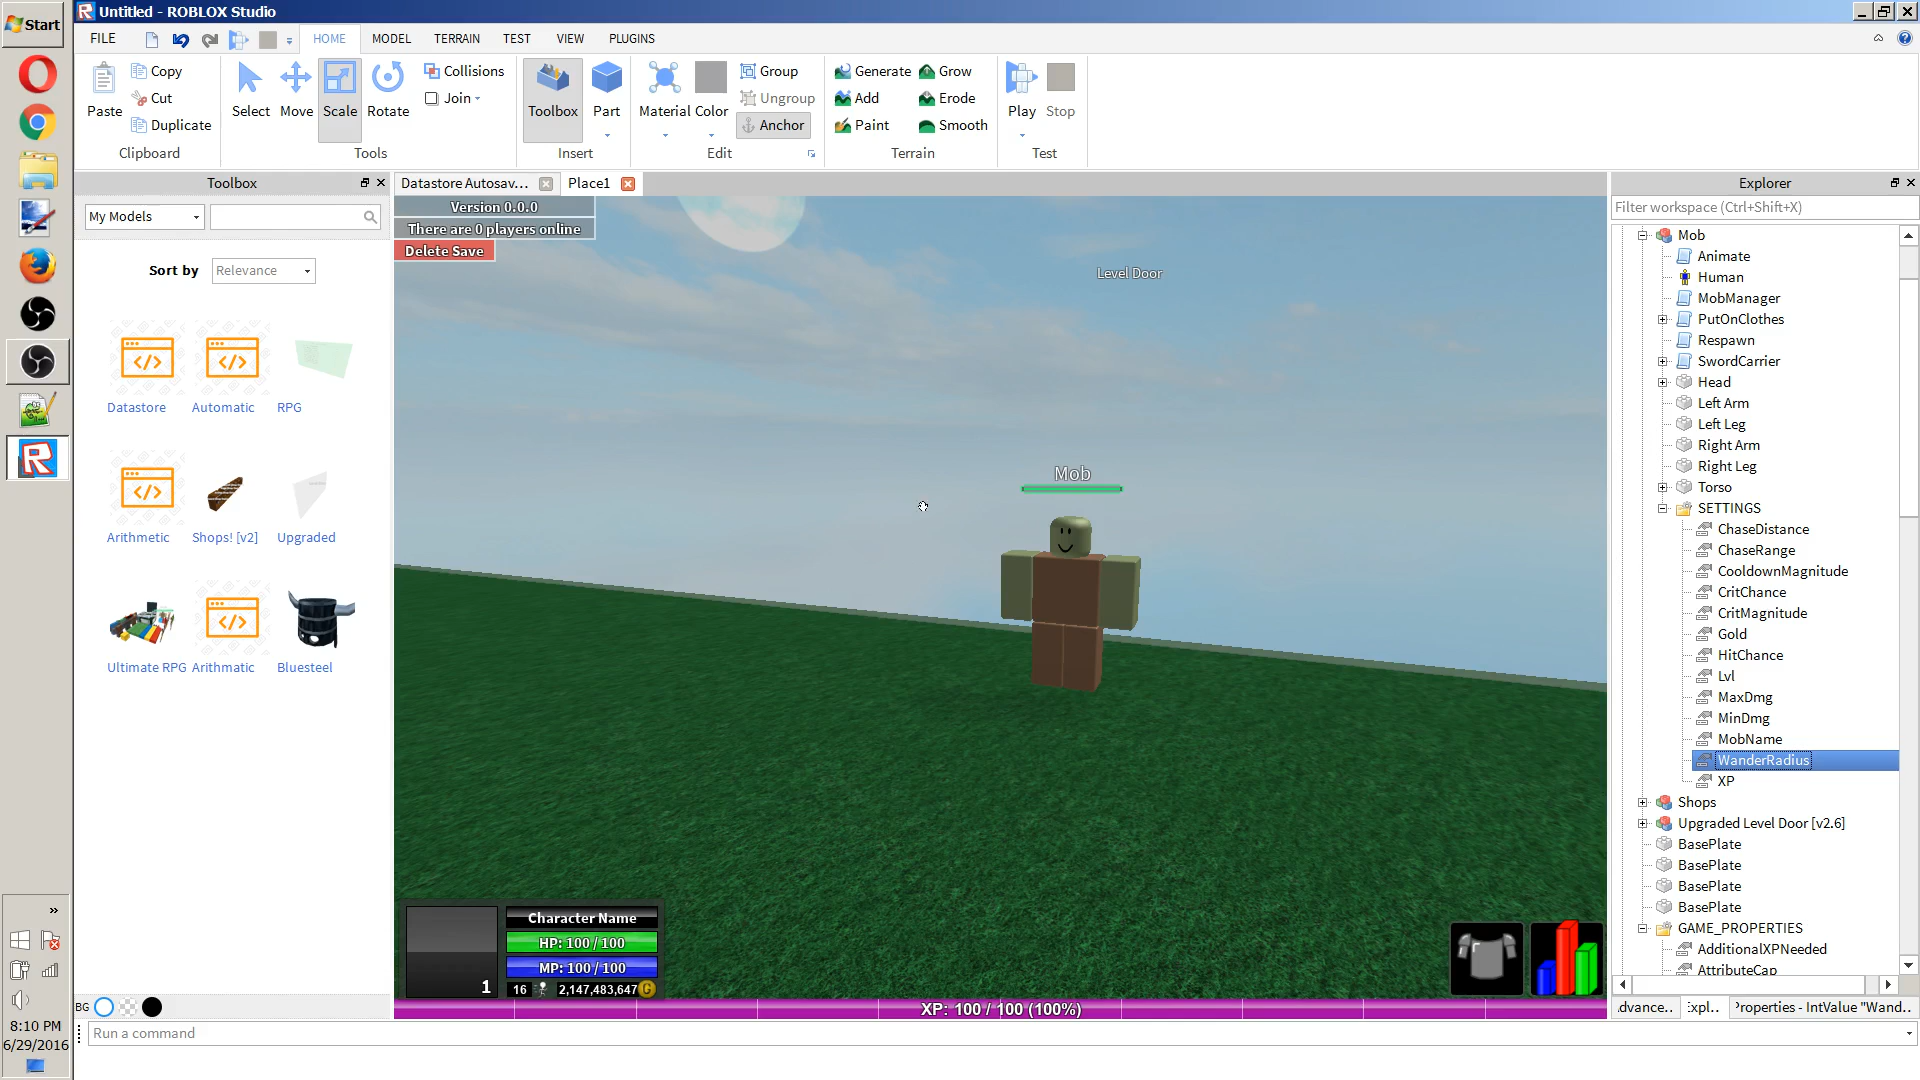 Start
Untitled - ROBLOX Studio
FILE
HOME
MODEL
TERRAIN
TEST
VIEW
PLUGINS
Paste
Copy
Cut
Duplicate
Clipboard
Select
Move
Scale
Rotate
Collisions
Join
Tools
Toolbox
Part
Insert
Material
Color
Group
Ungroup
Anchor
Edit
Generate
Add
Paint
Grow
Erode
Smooth
Terrain
Play
Stop
Test
Toolbox
My Models
Sort by
Relevance
Datastore
Automatic
RPG
Arithmetic
Shops! [v2]
Upgraded
Ultimate RPG
Arithmatic
Bluesteel
BG
Datastore Autosav...
Place1
Version 0.0.0
There are 0 players online
Delete Save
Level Door
Mob
Character Name
HP: 100 / 100
MP: 100 / 100
1
16
2,147,483,647
G
XP: 100 / 100 (100%)
Explorer
Filter workspace (Ctrl+Shift+X)
Mob
Animate
Human
MobManager
PutOnClothes
Respawn
SwordCarrier
Head
Left Arm
Left Leg
Right Arm
Right Leg
Torso
SETTINGS
ChaseDistance
ChaseRange
CooldownMagnitude
CritChance
CritMagnitude
Gold
HitChance
Lvl
MaxDmg
MinDmg
MobName
WanderRadius
XP
Shops
Upgraded Level Door [v2.6]
BasePlate
BasePlate
BasePlate
BasePlate
GAME_PROPERTIES
AdditionalXPNeeded
AttributeCap
dvance..
Expl..
Properties - IntValue "Wand..
Run a command
8:10 PM
6/29/2016